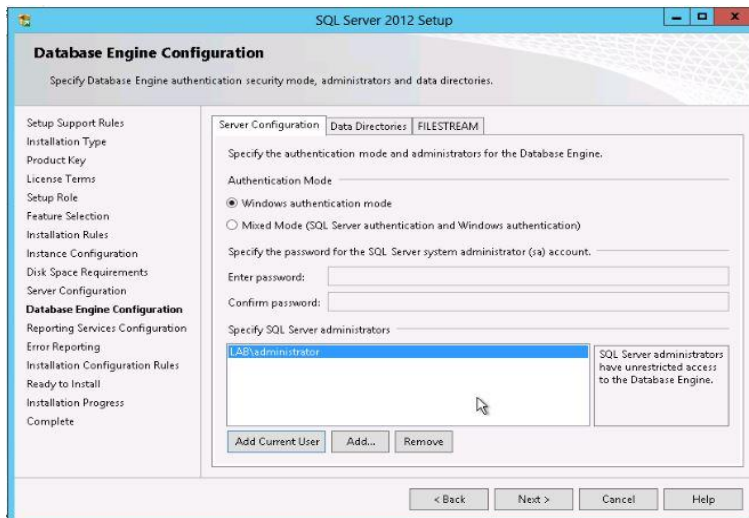 SQL Server 2012 Setup
Database Engine Configuration
Specify Database Engine authentication security mode, administrators and data directories.
Setup Support Rules
Installation Type
Product Key
License Terms
Setup Role
Feature Selection
Installation Rules
Instance Configuration
Disk Space Requirements
Server Configuration
Database Engine Configuration
Reporting Services Configuration
Error Reporting
Installation Configuration Rules
Ready to Install
Installation Progress
Complete
Server Configuration Data Directories FILESTREAM
Specify the authentication mode and administrators for the Database Engine.
Authentication Mode
Windows authentication mode
Mixed Mode (SQL Server authentication and Windows authentication)
Specify the password for the SQL Server system administrator (sa) account.
Enter password:
Confirm password:
Specify SQL Server administrators
LAB\administrator
SQL Server administrators
have unrestricted access
to the Database Engine.
Add Current User Add... Remove
< Back Next > Cancel Help